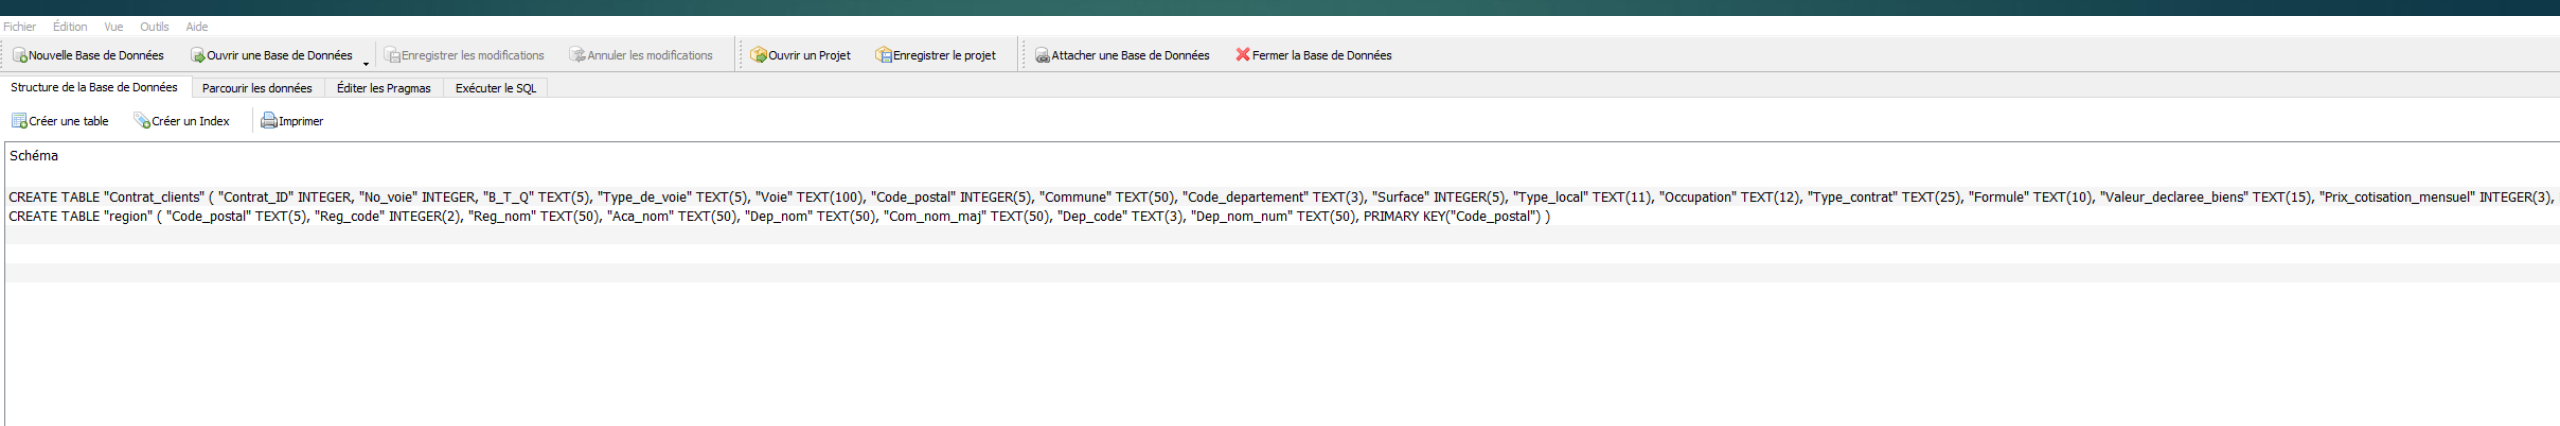 Fichier Édition Vue Outils Aide
Nouvelle Base de Données Ouvrir une Base de Données Enregistrer les modifications Annuler les modifications Ouvrir un Projet Enregistrer le projet Attacher une Base de Données Fermer la Base de Données
Structure de la Base de Données Parcourir les données Éditer les Pragmas Exécuter le SQL
Créer une table Créer un Index Imprimer
Schéma
CREATE TABLE "Contrat_clients" ( "Contrat_ID" INTEGER, "No_voie" INTEGER, "B_T_Q" TEXT(5), "Type_de_voie" TEXT(5), "Voie" TEXT(100), "Code_postal" INTEGER(5), "Commune" TEXT(50), "Code_departement" TEXT(3), "Surface" INTEGER(5), "Type_local" TEXT(11), "Occupation" TEXT(12), "Type_contrat" TEXT(25), "Formule" TEXT(10), "Valeur_declaree_biens" TEXT(15), "Prix_cotisation_mensuel" INTEGER(3),
CREATE TABLE "region" ( "Code_postal" TEXT(5), "Reg_code" INTEGER(2), "Reg_nom" TEXT(50), "Aca_nom" TEXT(50), "Dep_nom" TEXT(50), "Com_nom_maj" TEXT(50), "Dep_code" TEXT(3), "Dep_nom_num" TEXT(50), PRIMARY KEY("Code_postal") )